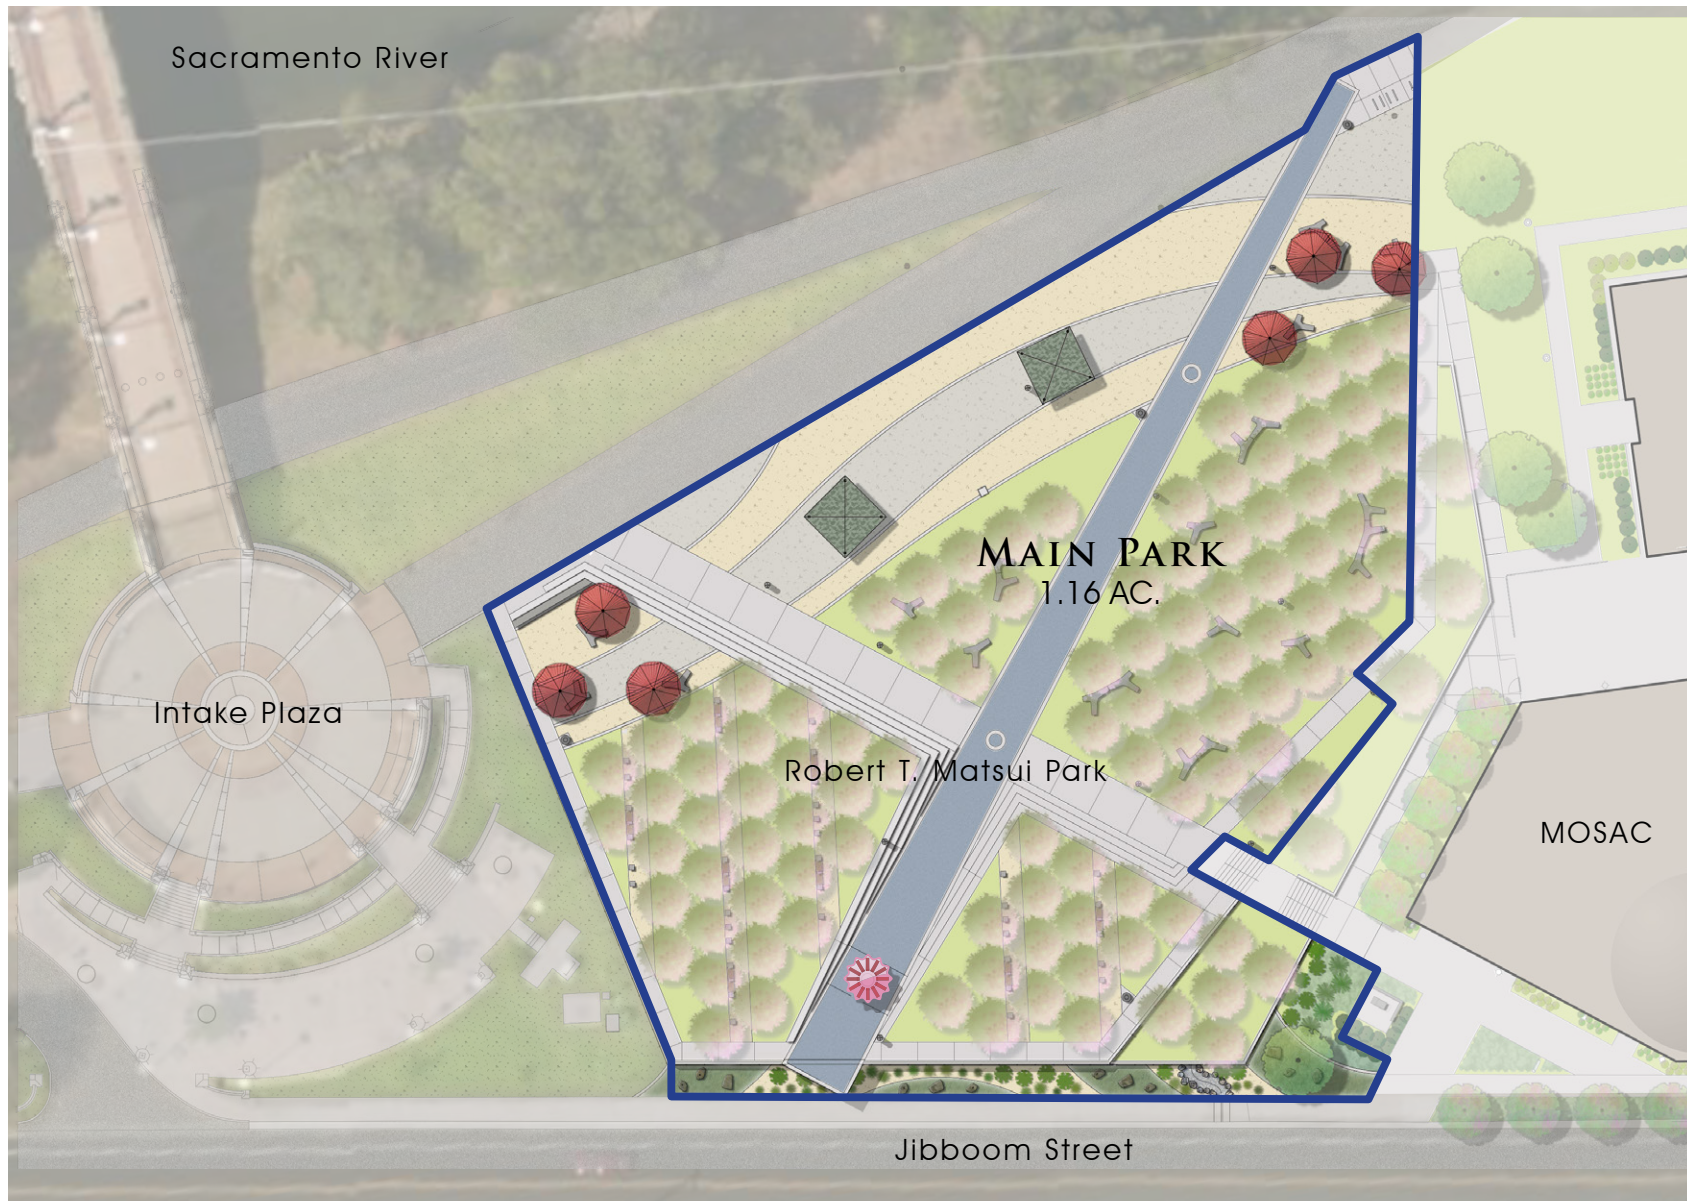 Sacramento River
MAIN PARK
1.16 AC.
Intake Plaza
Robert T. Matsui Park
MOSAC
Jibboom Street